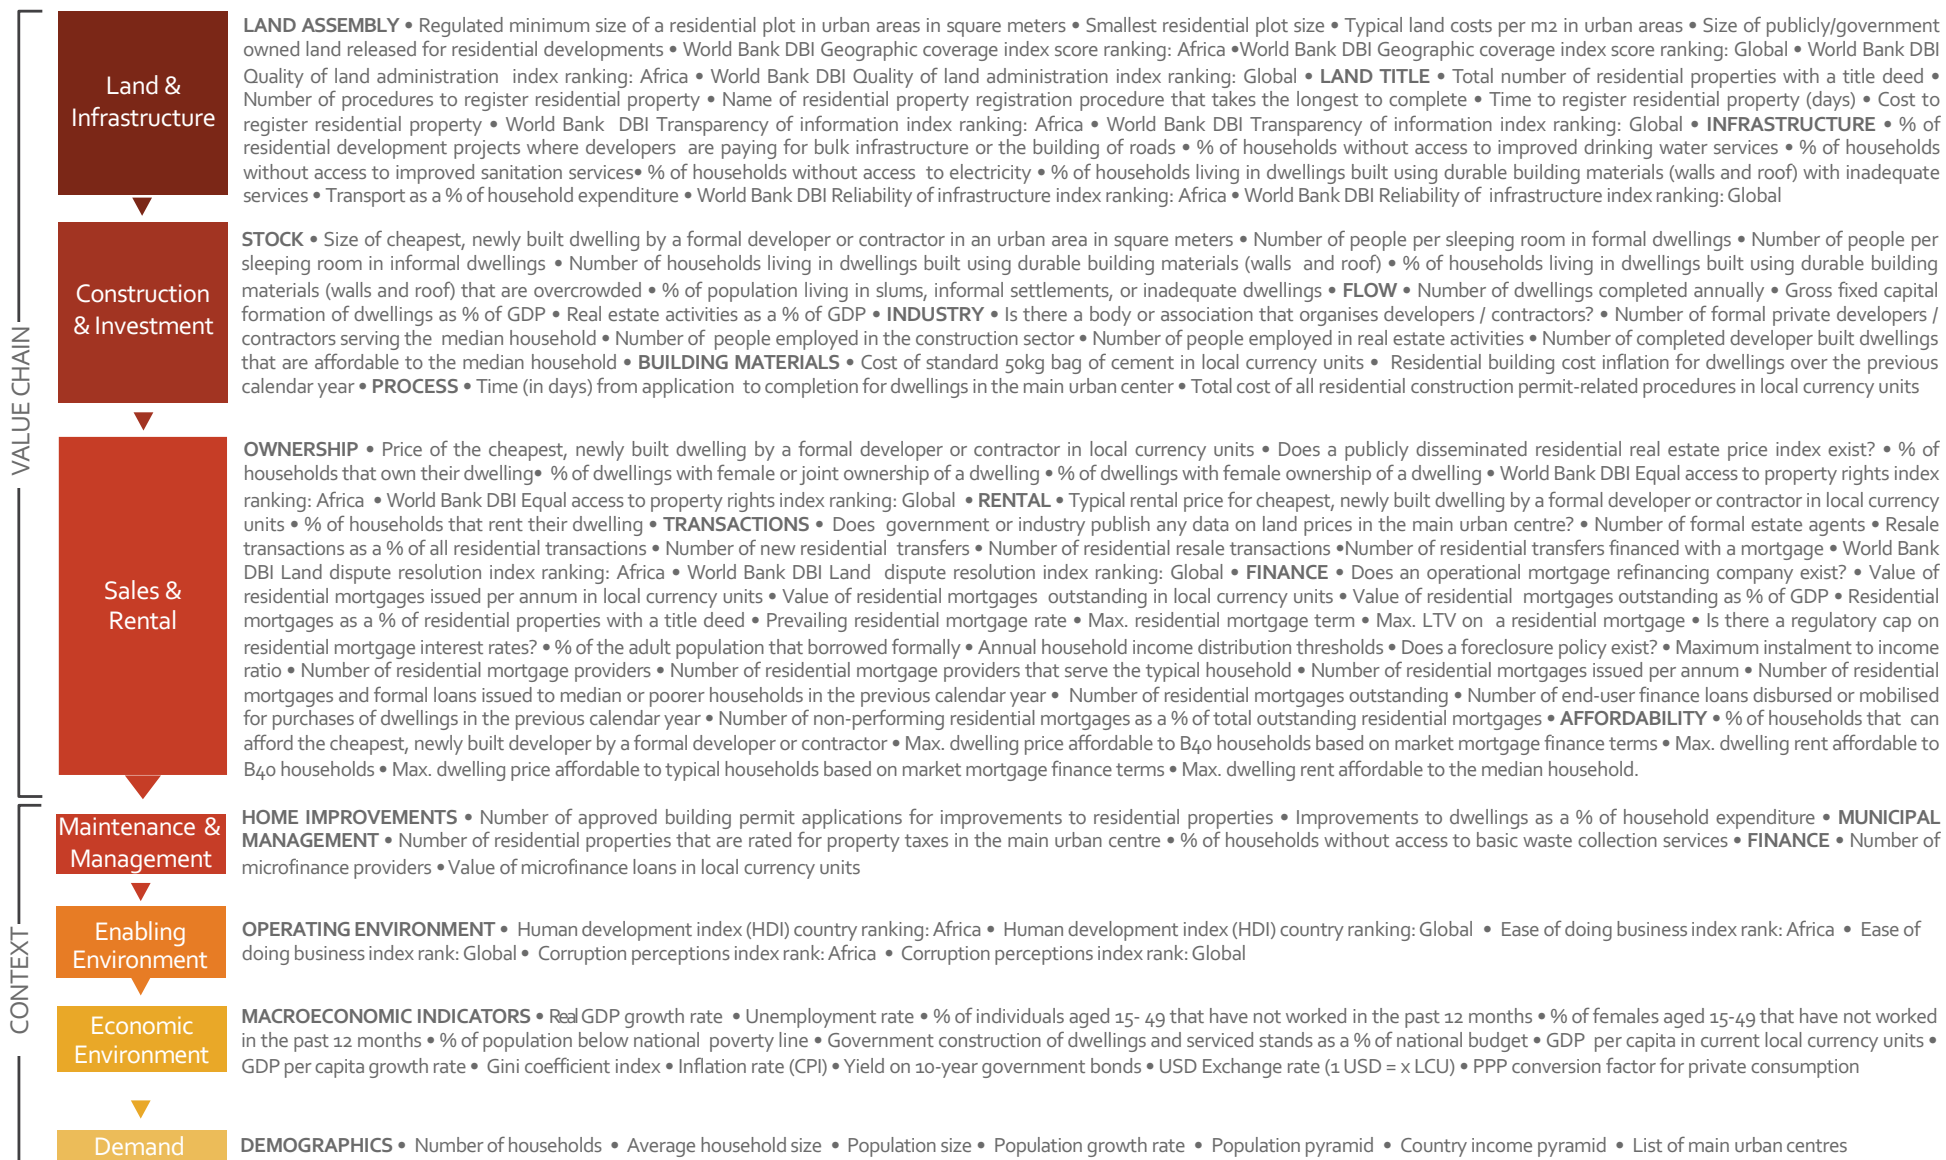 VALUE CHAIN
Land &
Infrastructure
LAND ASSEMBLY • Regulated minimum size of a residential plot in urban areas in square meters • Smallest residential plot size • Typical land costs per m2 in urban areas • Size of publicly/government
owned land released for residential developments • World Bank DBI Geographic coverage index score ranking: Africa •World Bank DBI Geographic coverage index score ranking: Global • World Bank DBI
Quality of land administration index ranking: Africa • World Bank DBI Quality of land administration index ranking: Global • LAND TITLE • Total number of residential properties with a title deed •
Number of procedures to register residential property • Name of residential property registration procedure that takes the longest to complete • Time to register residential property (days) • Cost to
register residential property • World Bank DBI Transparency of information index ranking: Africa • World Bank DBI Transparency of information index ranking: Global • INFRASTRUCTURE • % of
residential development projects where developers are paying for bulk infrastructure or the building of roads • % of households without access to improved drinking water services • % of households
without access to improved sanitation services• % of households without access to electricity • % of households living in dwellings built using durable building materials (walls and roof) with inadequate
services • Transport as a % of household expenditure • World Bank DBI Reliability of infrastructure index ranking: Africa • World Bank DBI Reliability of infrastructure index ranking: Global
Construction
& Investment
STOCK • Size of cheapest, newly built dwelling by a formal developer or contractor in an urban area in square meters • Number of people per sleeping room in formal dwellings • Number of people per
sleeping room in informal dwellings • Number of households living in dwellings built using durable building materials (walls and roof) • % of households living in dwellings built using durable building
materials (walls and roof) that are overcrowded • % of population living in slums, informal settlements, or inadequate dwellings • FLOW • Number of dwellings completed annually • Gross fixed capital
formation of dwellings as % of GDP • Real estate activities as a % of GDP • INDUSTRY • Is there a body or association that organises developers / contractors? • Number of formal private developers /
contractors serving the median household • Number of people employed in the construction sector • Number of people employed in real estate activities • Number of completed developer built dwellings
that are affordable to the median household • BUILDING MATERIALS • Cost of standard 50kg bag of cement in local currency units • Residential building cost inflation for dwellings over the previous
calendar year • PROCESS • Time (in days) from application to completion for dwellings in the main urban center • Total cost of all residential construction permit-related procedures in local currency units
Sales &
Rental
OWNERSHIP • Price of the cheapest, newly built dwelling by a formal developer or contractor in local currency units • Does a publicly disseminated residential real estate price index exist? • % of
households that own their dwelling• % of dwellings with female or joint ownership of a dwelling • % of dwellings with female ownership of a dwelling • World Bank DBI Equal access to property rights index
ranking: Africa • World Bank DBI Equal access to property rights index ranking: Global • RENTAL • Typical rental price for cheapest, newly built dwelling by a formal developer or contractor in local currency
units • % of households that rent their dwelling • TRANSACTIONS • Does government or industry publish any data on land prices in the main urban centre? • Number of formal estate agents • Resale
transactions as a % of all residential transactions • Number of new residential transfers • Number of residential resale transactions •Number of residential transfers financed with a mortgage • World Bank
DBI Land dispute resolution index ranking: Africa • World Bank DBI Land dispute resolution index ranking: Global • FINANCE • Does an operational mortgage refinancing company exist? • Value of
residential mortgages issued per annum in local currency units • Value of residential mortgages outstanding in local currency units • Value of residential mortgages outstanding as % of GDP • Residential
mortgages as a % of residential properties with a title deed • Prevailing residential mortgage rate • Max. residential mortgage term • Max. LTV on a residential mortgage • Is there a regulatory cap on
residential mortgage interest rates? • % of the adult population that borrowed formally • Annual household income distribution thresholds • Does a foreclosure policy exist? • Maximum instalment to income
ratio • Number of residential mortgage providers • Number of residential mortgage providers that serve the typical household • Number of residential mortgages issued per annum • Number of residential
mortgages and formal loans issued to median or poorer households in the previous calendar year • Number of residential mortgages outstanding • Number of end-user finance loans disbursed or mobilised
for purchases of dwellings in the previous calendar year • Number of non-performing residential mortgages as a % of total outstanding residential mortgages • AFFORDABILITY • % of households that can
afford the cheapest, newly built developer by a formal developer or contractor • Max. dwelling price affordable to B40 households based on market mortgage finance terms • Max. dwelling rent affordable to
B40 households • Max. dwelling price affordable to typical households based on market mortgage finance terms • Max. dwelling rent affordable to the median household.
CONTEXT
Maintenance &
Management
HOME IMPROVEMENTS • Number of approved building permit applications for improvements to residential properties • Improvements to dwellings as a % of household expenditure • MUNICIPAL
MANAGEMENT • Number of residential properties that are rated for property taxes in the main urban centre • % of households without access to basic waste collection services • FINANCE • Number of
microfinance providers • Value of microfinance loans in local currency units
Enabling
Environment
OPERATING ENVIRONMENT • Human development index (HDI) country ranking: Africa • Human development index (HDI) country ranking: Global • Ease of doing business index rank: Africa • Ease of
doing business index rank: Global • Corruption perceptions index rank: Africa • Corruption perceptions index rank: Global
Economic
Environment
MACROECONOMIC INDICATORS • Real GDP growth rate • Unemployment rate • % of individuals aged 15- 49 that have not worked in the past 12 months • % of females aged 15-49 that have not worked
in the past 12 months • % of population below national poverty line • Government construction of dwellings and serviced stands as a % of national budget • GDP per capita in current local currency units •
GDP per capita growth rate • Gini coefficient index • Inflation rate (CPI) • Yield on 10-year government bonds • USD Exchange rate (1 USD = x LCU) • PPP conversion factor for private consumption
Demand
DEMOGRAPHICS • Number of households • Average household size • Population size • Population growth rate • Population pyramid • Country income pyramid • List of main urban centres